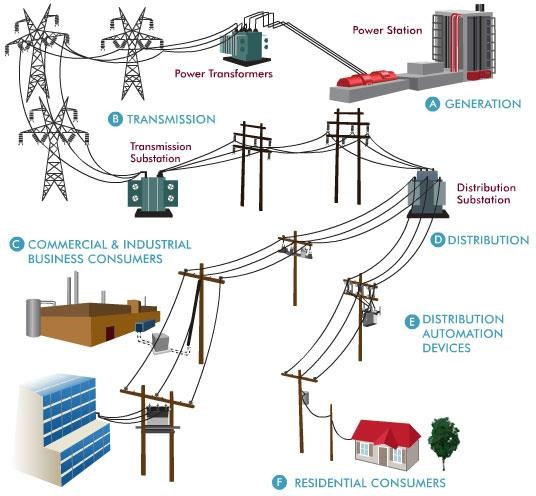 Power Station
Power Transformers
A GENERATION
B TRANSMISSION
Transmission
Substation
Distribution
Substation
C COMMERCIAL & INDUSTRIAL
BUSINESS CONSUMERS
D DISTRIBUTION
E DISTRIBUTION
AUTOMATION
DEVICES
F RESIDENTIAL CONSUMERS